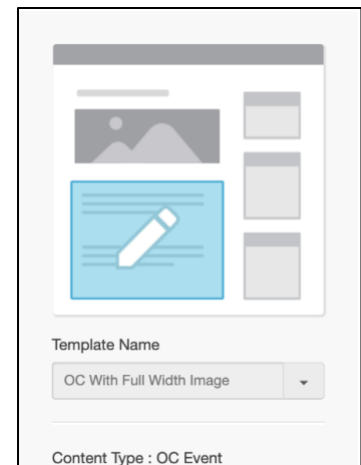 Template Name
OC With Full Width Image
Content Type : OC Event